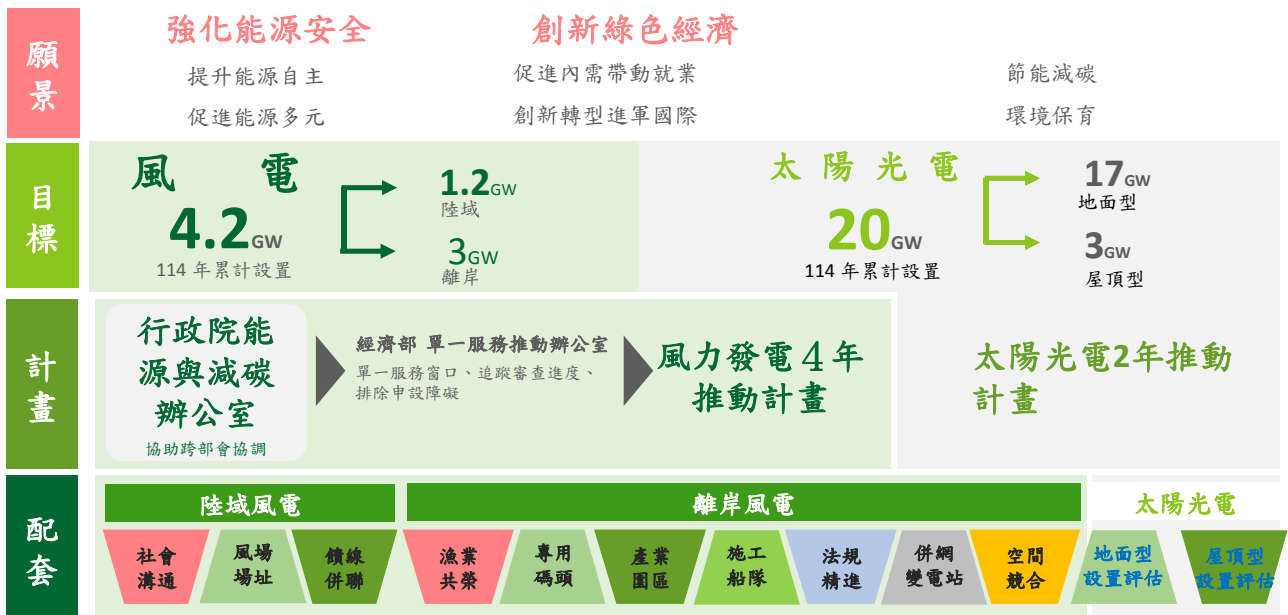 願景
強化能源安全
創新綠色經濟
提升能源自主
促進內需帶動就業
節能減碳
促進能源多元
創新轉型進軍國際
環境保育
目標
風 電
4.2GW
114 年累計設置
1.2GW
陸域
3GW
離岸
太 陽 光 電
20GW
114 年累計設置
17GW
地面型
3GW
屋頂型
計畫
行政院能
源與減碳
辦公室
協助跨部會協調
經濟部 單一服務推動辦公室
單一服務窗口、追蹤審查進度、
排除申設障礙
風力發電4年
推動計畫
太陽光電2年推動
計畫
配套
陸域風電
離岸風電
太陽光電
社會
溝通
風場
場址
饋線
併聯
漁業
共榮
專用
碼頭
產業
園區
施工
船隊
法規
精進
併網
變電站
空間
競合
地面型
設置評估
屋頂型
設置評估